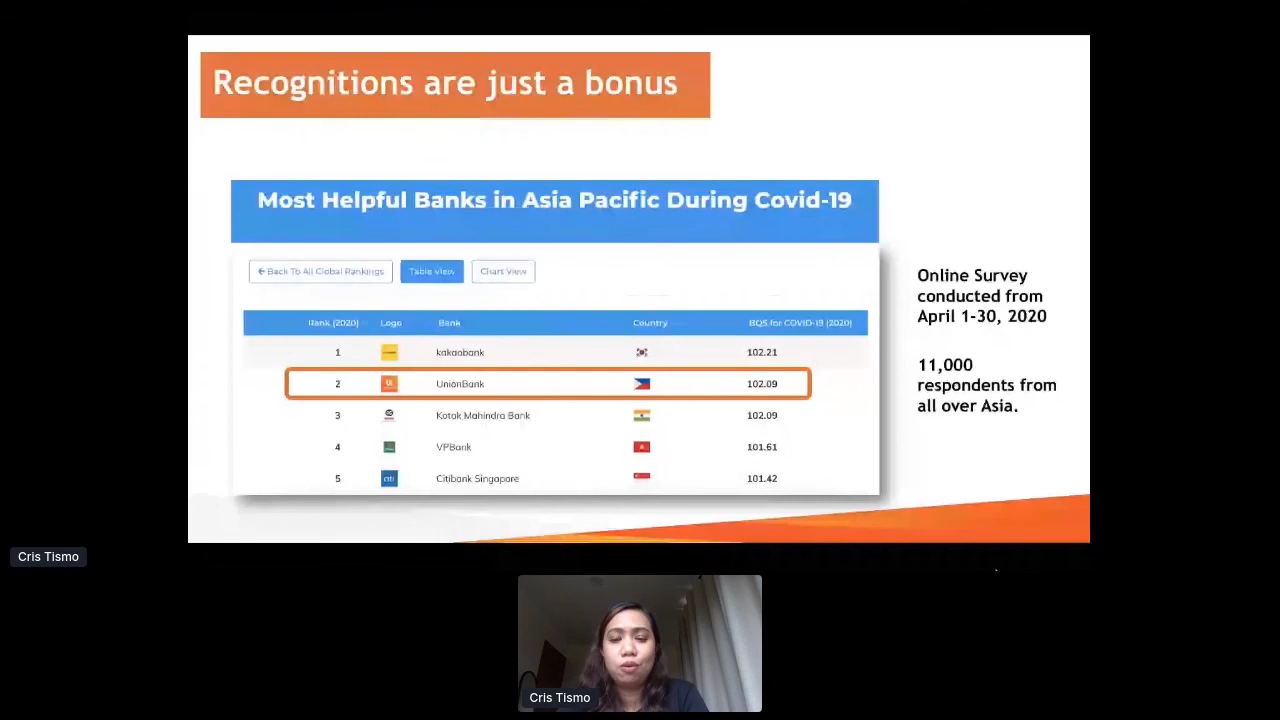 Recognitions are just a bonus
Most Helpful Banks in Asia Pacific During Covid-19
← Back To All Global Rankings Table View Chart View
Rank (2020) Logo Bank Country BQS for COVID-19 (2020)
1 kakaobank 102.21
2 UnionBank 102.09
3 Kotak Mahindra Bank 102.09
4 VPBank 101.61
5 citi Citibank Singapore 101.42
Online Survey
conducted from
April 1-30, 2020
11,000
respondents from
all over Asia.
Cris Tismo
Cris Tismo